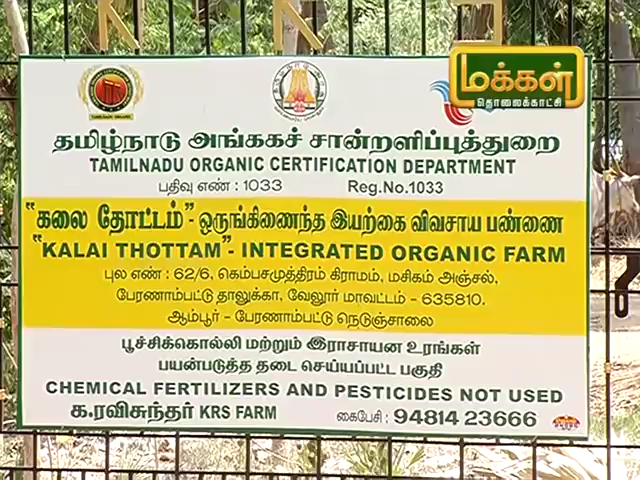 மக்கள்
தொலைக்காட்சி
தமிழ்நாடு அங்ககச் சான்றளிப்புத்துறை
TAMILNADU ORGANIC CERTIFICATION DEPARTMENT
பதிவு எண் : 1033 Reg.No.1033
"கலை தோட்டம்"- ஒருங்கிணைந்த இயற்கை விவசாய பண்ணை
"KALAI THOTTAM"- INTEGRATED ORGANIC FARM
புல எண் : 62/6, கெம்பசமுத்திரம் கிராமம், மசிகம் அஞ்சல்,
பேரணாம்பட்டு தாலுக்கா, வேலூர் மாவட்டம் - 635810.
ஆம்பூர் - பேரணாம்பட்டு நெடுஞ்சாலை
பூச்சிக்கொல்லி மற்றும் இராசாயன உரங்கள்
பயன்படுத்த தடை செய்யப்பட்ட பகுதி
CHEMICAL FERTILIZERS AND PESTICIDES NOT USED
க.ரவிசுந்தர் KRS FARM கைபேசி : 94814 23666